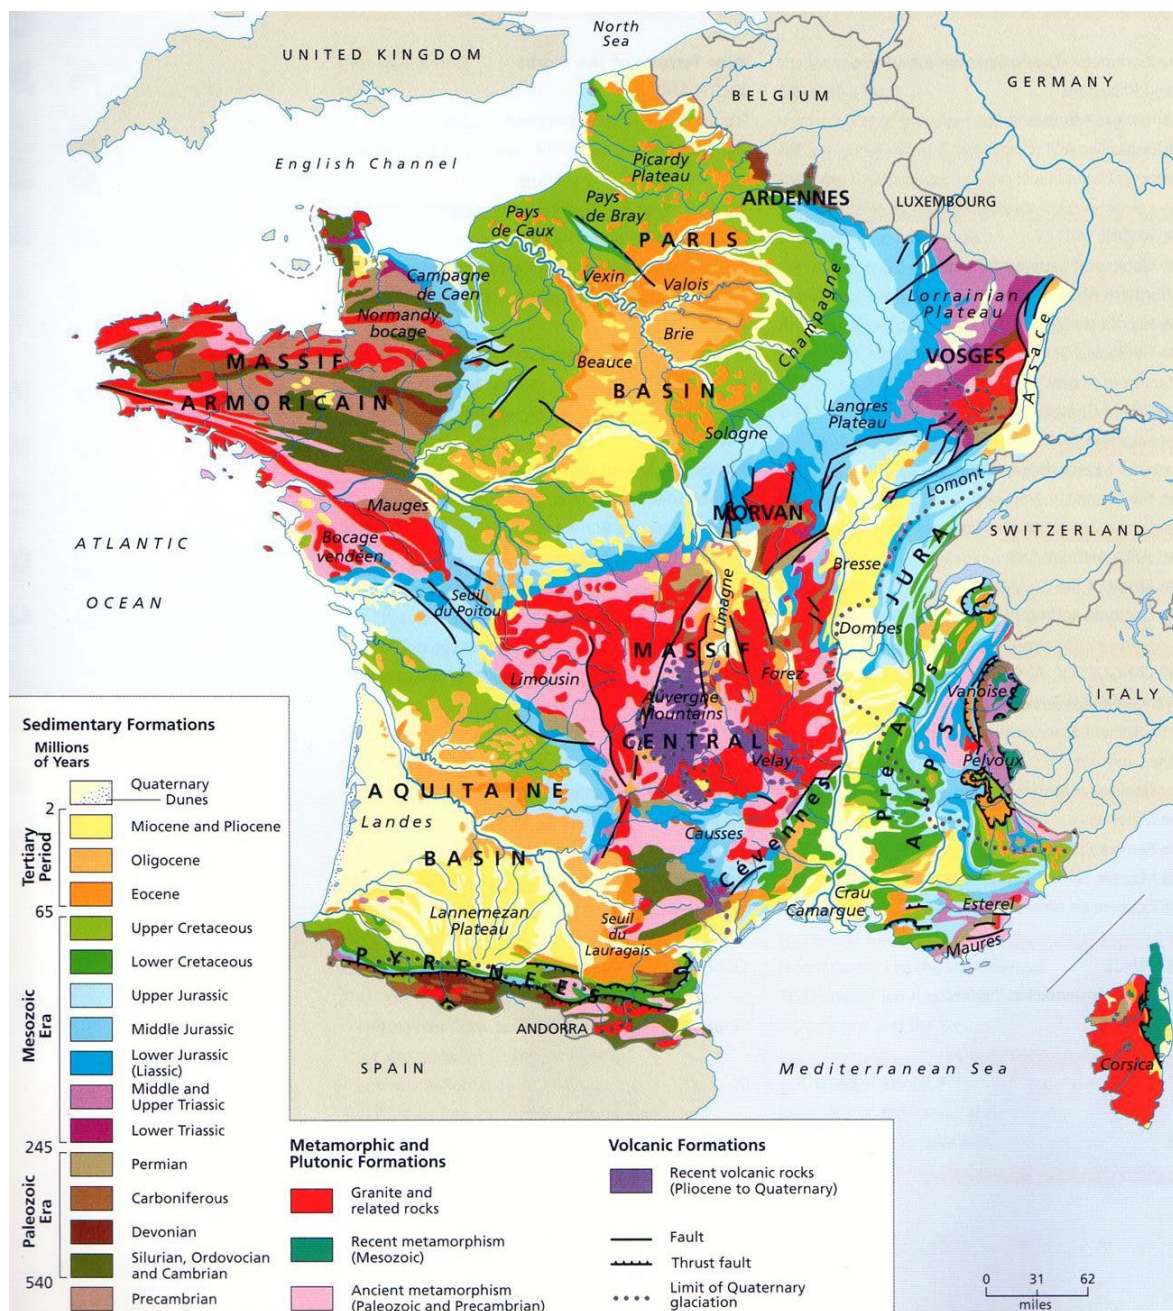 North
Sea
UNITED KINGDOM
GERMANY
BELGIUM
English Channel
Picardy
Plateau
ARDENNES
LUXEMBOURG
Pays
de Bray
Pays
de Caux
PARIS
Campagne
de Caen
Vexin
Valois
Champagne
Lorrainian
Plateau
Normandy
bocage
Brie
Alsace
MASSIF
Beauce
VOSGES
ARMORICAIN
BASIN
Langres
Plateau
Sologne
Lomont
Mauges
MORVAN
SWITZERLAND
ATLANTIC
OCEAN
Bocage
vendéen
Bresse
JURA
Seuil
du Poitou
Limagne
Dombes
MASSIF
Limousin
Forez
Vanoise
ITALY
Auvergne
Mountains
CENTRAL
Velay
Pelvoux
Pre-Alps
ALPS
AQUITAINE
Landes
Causses
BASIN
Cévennes
Crau
Camargue
Esterel
Maures
Lannemezan
Plateau
Seuil
du
Lauragais
PYRENEES
ANDORRA
SPAIN
Mediterranean Sea
Corsica
Sedimentary Formations
Millions
of Years
Quaternary
Dunes
2
Tertiary
Period
Miocene and Pliocene
Oligocene
Eocene
65
Mesozoic
Era
Upper Cretaceous
Lower Cretaceous
Upper Jurassic
Middle Jurassic
Lower Jurassic
(Liassic)
Middle and
Upper Triassic
Lower Triassic
245
Paleozoic
Era
Permian
Carboniferous
Devonian
Silurian, Ordovocian
and Cambrian
540
Precambrian
Metamorphic and
Plutonic Formations
Granite and
related rocks
Recent metamorphism
(Mesozoic)
Ancient metamorphism
(Paleozoic and Precambrian)
Volcanic Formations
Recent volcanic rocks
(Pliocene to Quaternary)
Fault
Thrust fault
Limit of Quaternary
glaciation
0 31 62
miles